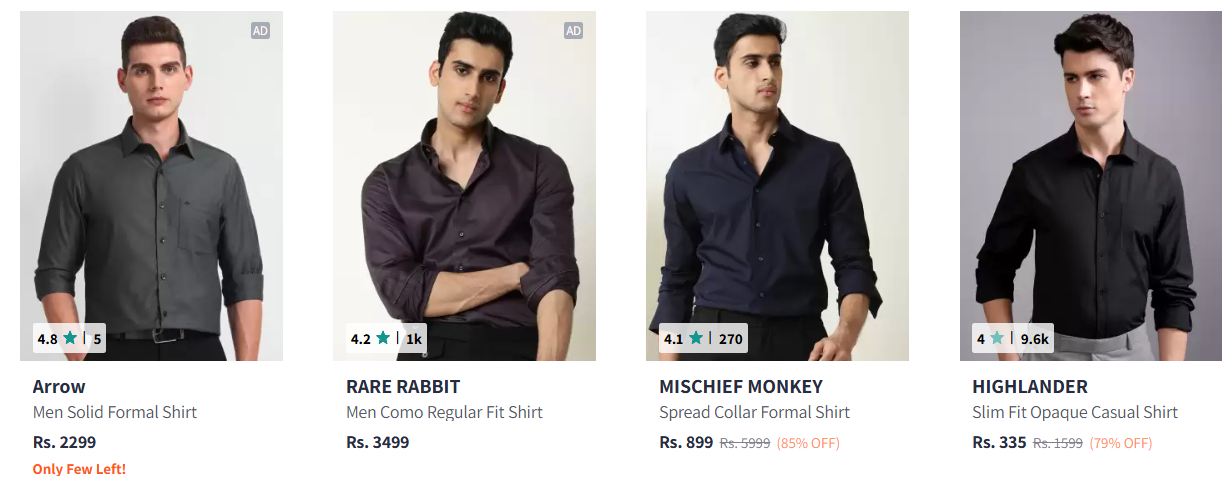 AD
4.8 ★ | 5
Arrow
Men Solid Formal Shirt
Rs. 2299
Only Few Left!
AD
4.2 ★ | 1k
RARE RABBIT
Men Como Regular Fit Shirt
Rs. 3499
4.1 ★ | 270
MISCHIEF MONKEY
Spread Collar Formal Shirt
Rs. 899 Rs. 5999 (85% OFF)
4 ★ | 9.6k
HIGHLANDER
Slim Fit Opaque Casual Shirt
Rs. 335 Rs. 1599 (79% OFF)